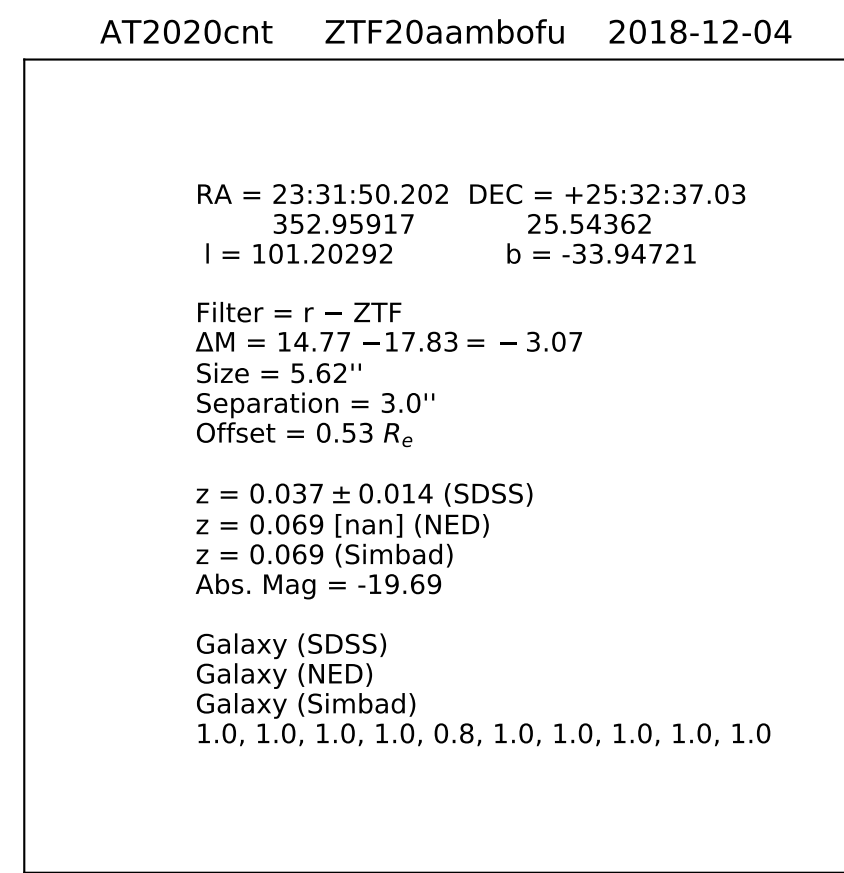 AT2020cnt ZTF20aambofu 2018-12-04
RA = 23:31:50.202 DEC = +25:32:37.03
352.95917 25.54362
l = 101.20292 b = -33.94721
Filter = r − ZTF
ΔM = 14.77 −17.83 = − 3.07
Size = 5.62''
Separation = 3.0''
Offset = 0.53 Re
z = 0.037 ± 0.014 (SDSS)
z = 0.069 [nan] (NED)
z = 0.069 (Simbad)
Abs. Mag = -19.69
Galaxy (SDSS)
Galaxy (NED)
Galaxy (Simbad)
1.0, 1.0, 1.0, 1.0, 0.8, 1.0, 1.0, 1.0, 1.0, 1.0